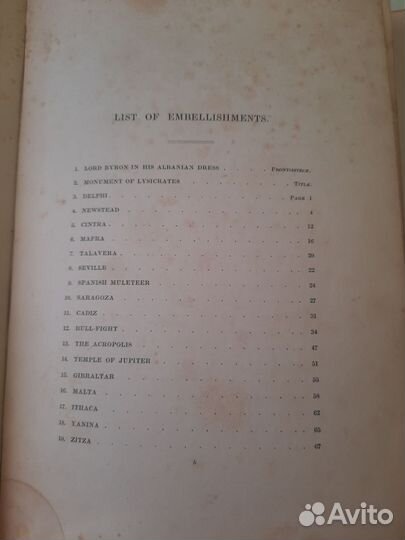 LIST OF EMBELLISHMENTS.
1. LORD BYRON IN HIS ALBANIAN DRESS . . Frontispiece.
2. MONUMENT OF LYSICRATES . . . . Title.
3. DELPHI . . . . . . . Page 1
4. NEWSTEAD . . . . . . . 4
5. CINTRA . . . . . . . 12
6. MAFRA . . . . . . . 16
7. TALAVERA . . . . . . . 20
8. SEVILLE . . . . . . . 22
9. SPANISH MULETEER . . . . . . 24
10. SARAGOZA . . . . . . . 27
11. CADIZ . . . . . . . 31
12. BULL-FIGHT . . . . . . . 34
13. THE ACROPOLIS . . . . . . 47
14. TEMPLE OF JUPITER . . . . . . 51
15. GIBRALTAR . . . . . . .
16. MALTA . . . . . . . 58
17. ITHACA . . . . . . . 62
18. YANINA . . . . . . . 65
19. ZITZA . . . . . . . 67
b
Avito